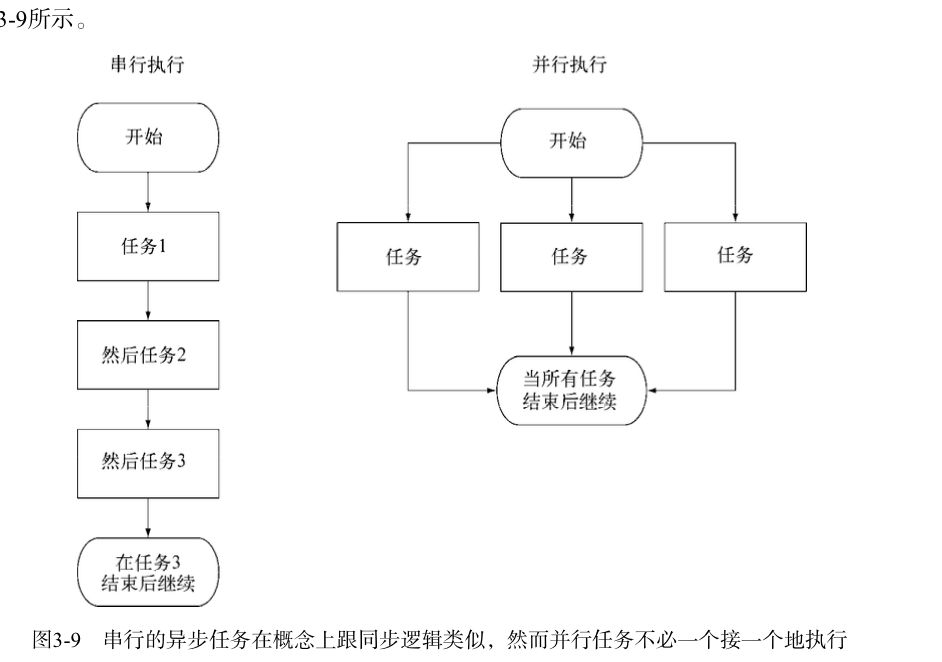 3-9所示。
串行执行
开始
任务1
然后任务2
然后任务3
在任务3
结束后继续
并行执行
开始
任务
任务
任务
当所有任务
结束后继续
图3-9 串行的异步任务在概念上跟同步逻辑类似，然而并行任务不必一个接一个地执行